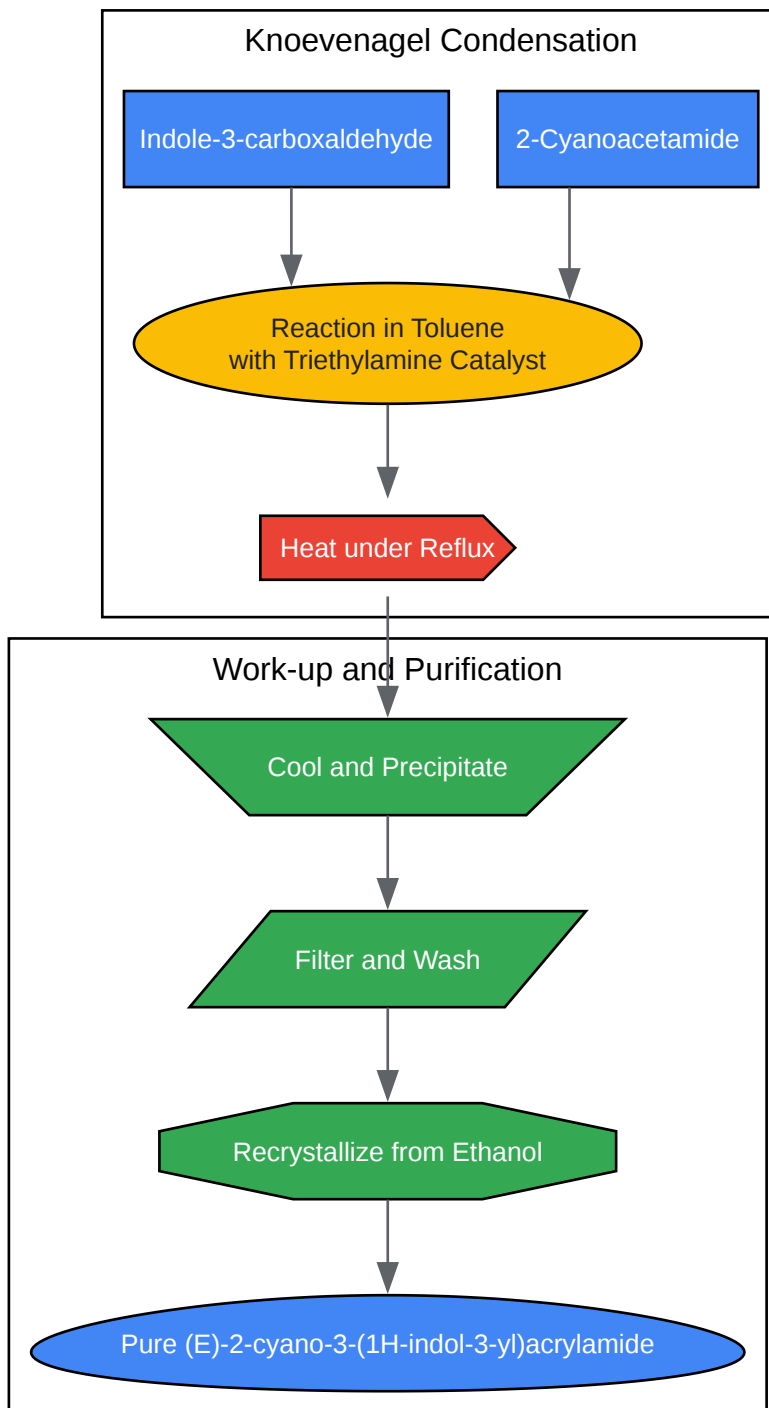 Knoevenagel Condensation
Indole-3-carboxaldehyde
2-Cyanoacetamide
Reaction in Toluene
with Triethylamine Catalyst
Heat under Reflux
Work-up and Purification
Cool and Precipitate
Filter and Wash
Recrystallize from Ethanol
Pure (E)-2-cyano-3-(1H-indol-3-yl)acrylamide